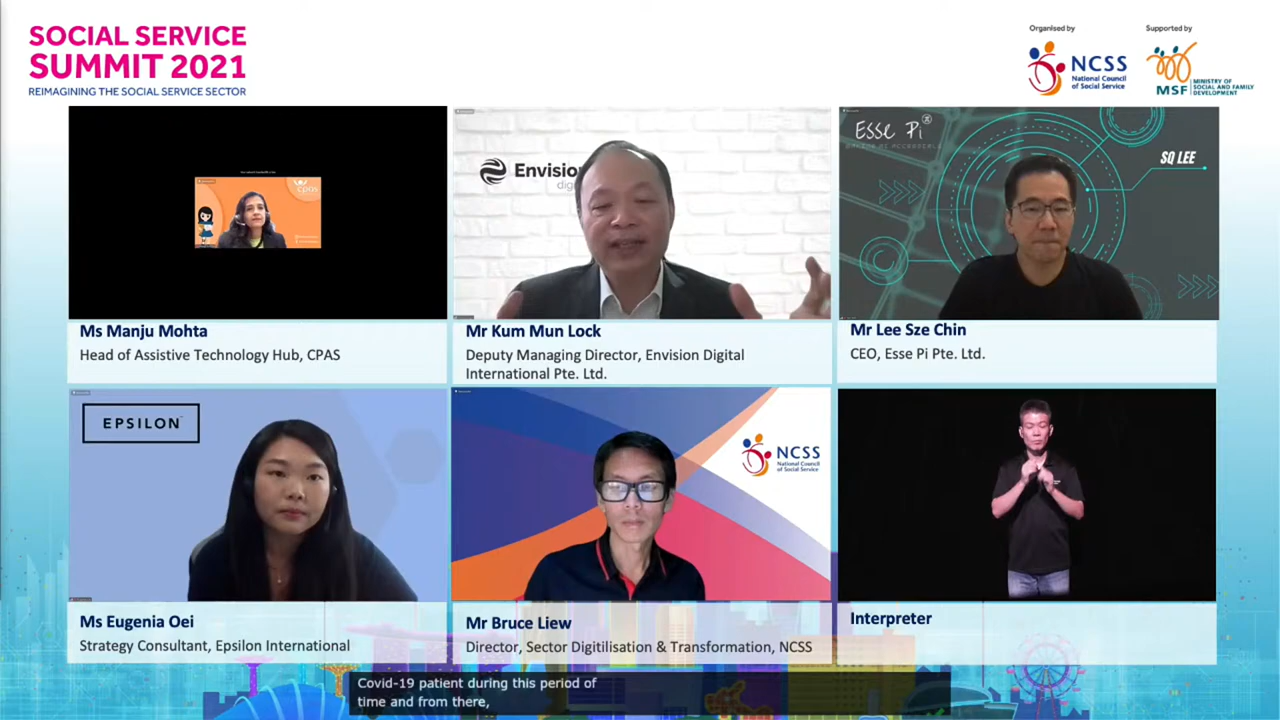 SOCIAL SERVICE
SUMMIT 2021
REIMAGINING THE SOCIAL SERVICE SECTOR
Organised by
NCSS
National Council
of Social Service
Supported by
MSF
MINISTRY OF
SOCIAL AND FAMILY
DEVELOPMENT
cpas
Envision
Esse Pi
SQ LEE
Ms Manju Mohta
Head of Assistive Technology Hub, CPAS
Mr Kum Mun Lock
Deputy Managing Director, Envision Digital
International Pte. Ltd.
Mr Lee Sze Chin
CEO, Esse Pi Pte. Ltd.
EPSILON
NCSS
National Council
of Social Service
Ms Eugenia Oei
Strategy Consultant, Epsilon International
Mr Bruce Liew
Director, Sector Digitilisation & Transformation, NCSS
Interpreter
Covid-19 patient during this period of
time and from there,